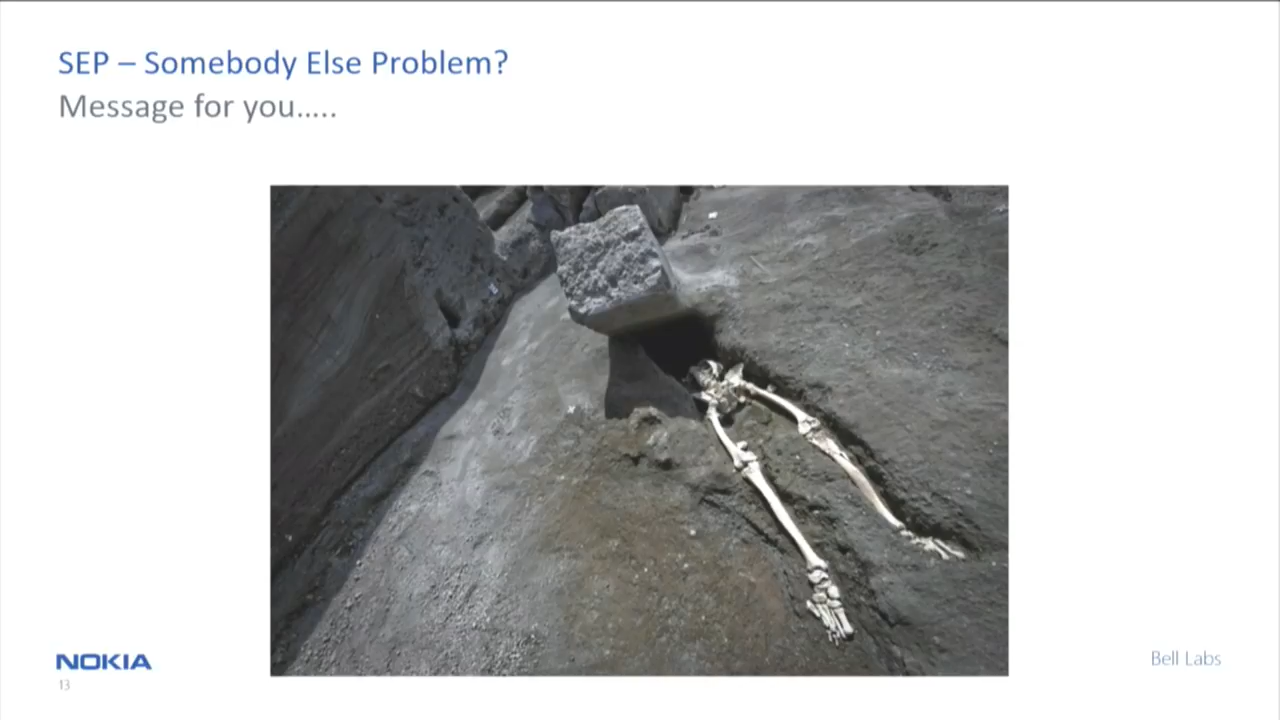 SEP – Somebody Else Problem?
Message for you…..
NOKIA
13
Bell Labs